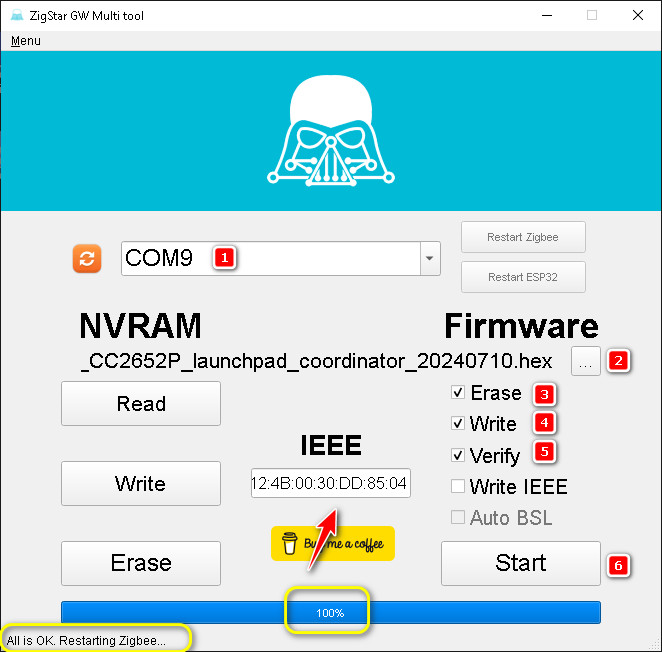 ZigStar GW Multi tool
Menu
COM9
1
Restart Zigbee
Restart ESP32
NVRAM
Firmware
_CC2652P_launchpad_coordinator_20240710.hex
...
2
Read
Erase
3
Write
4
IEEE
Verify
5
Write
12:4B:00:30:DD:85:04
Write IEEE
Auto BSL
me a coffee
Erase
Start
6
100%
All is OK. Restarting Zigbee...